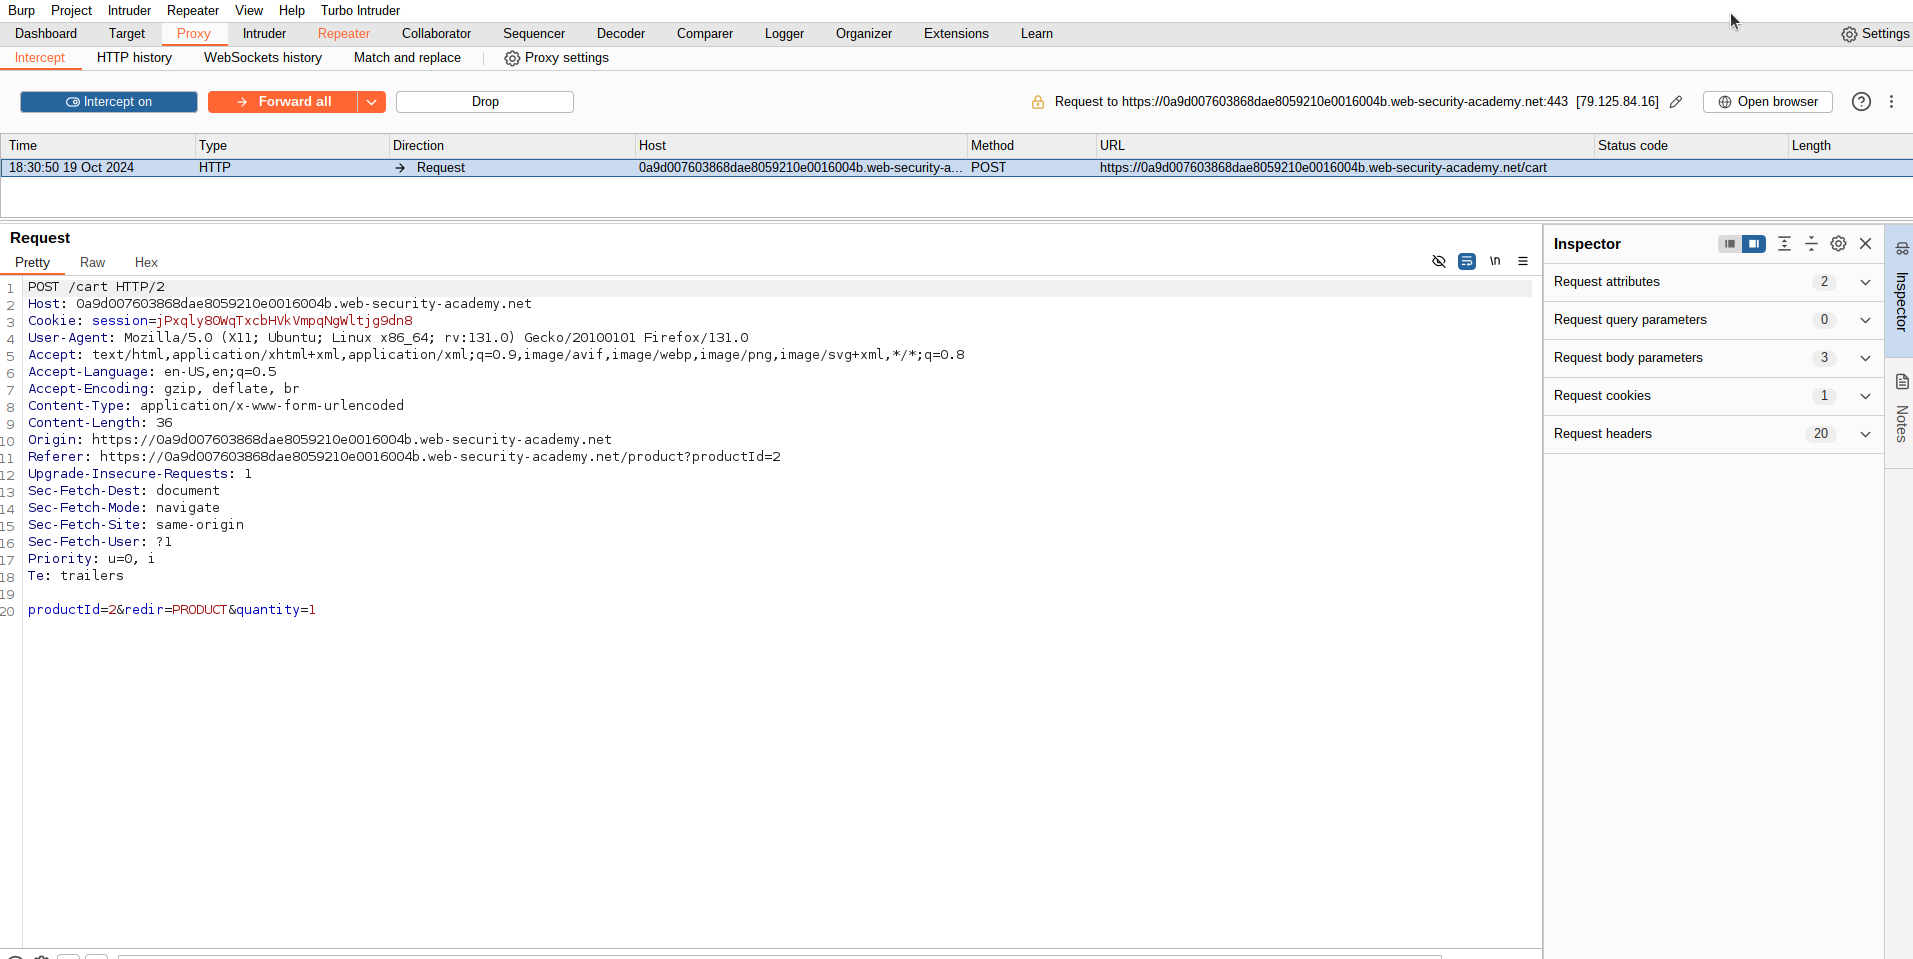 Burp Project Intruder Repeater View Help Turbo Intruder
Dashboard Target Proxy Intruder Repeater Collaborator Sequencer Decoder Comparer Logger Organizer Extensions Learn Settings
Intercept HTTP history WebSockets history Match and replace Proxy settings
Intercept on Forward all Drop Request to https://0a9d007603868dae8059210e0016004b.web-security-academy.net:443 [79.125.84.16] Open browser
Time Type Direction Host Method URL Status code Length
18:30:50 19 Oct 2024 HTTP → Request 0a9d007603868dae8059210e0016004b.web-security-a... POST https://0a9d007603868dae8059210e0016004b.web-security-academy.net/cart
Request
Pretty Raw Hex \n
1 POST /cart HTTP/2
2 Host: 0a9d007603868dae8059210e0016004b.web-security-academy.net
3 Cookie: session=jPxqly80WqTxcbHVkVmpqNgWltjg9dn8
4 User-Agent: Mozilla/5.0 (X11; Ubuntu; Linux x86_64; rv:131.0) Gecko/20100101 Firefox/131.0
5 Accept: text/html,application/xhtml+xml,application/xml;q=0.9,image/avif,image/webp,image/png,image/svg+xml,*/*;q=0.8
6 Accept-Language: en-US,en;q=0.5
7 Accept-Encoding: gzip, deflate, br
8 Content-Type: application/x-www-form-urlencoded
9 Content-Length: 36
10 Origin: https://0a9d007603868dae8059210e0016004b.web-security-academy.net
11 Referer: https://0a9d007603868dae8059210e0016004b.web-security-academy.net/product?productId=2
12 Upgrade-Insecure-Requests: 1
13 Sec-Fetch-Dest: document
14 Sec-Fetch-Mode: navigate
15 Sec-Fetch-Site: same-origin
16 Sec-Fetch-User: ?1
17 Priority: u=0, i
18 Te: trailers
19
20 productId=2&redir=PRODUCT&quantity=1
Inspector
Request attributes 2
Request query parameters 0
Request body parameters 3
Request cookies 1
Request headers 20
Inspector
Notes